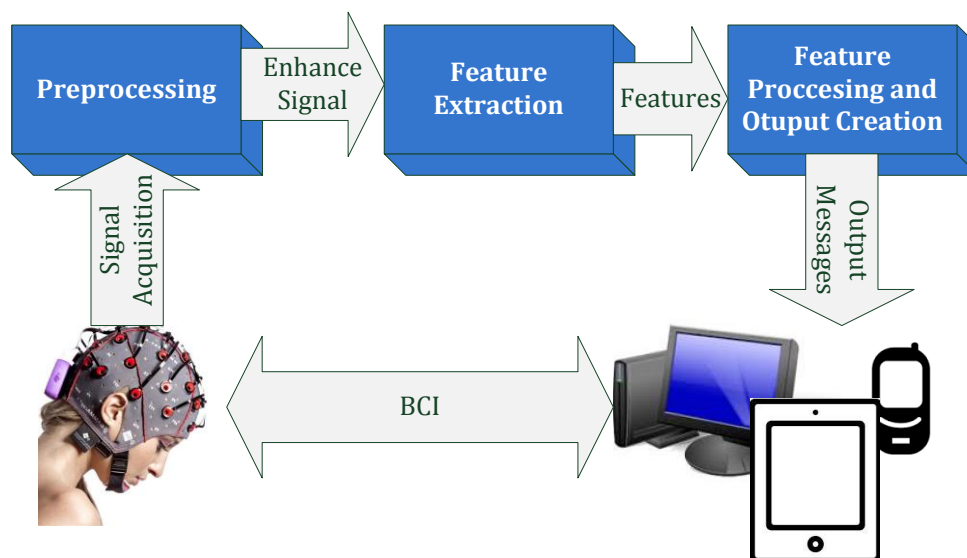 Preprocessing
Enhance
Signal
Feature
Extraction
Features
Feature
Proccesing and
Otuput Creation
Signal
Acquisition
Output
Messages
BCI